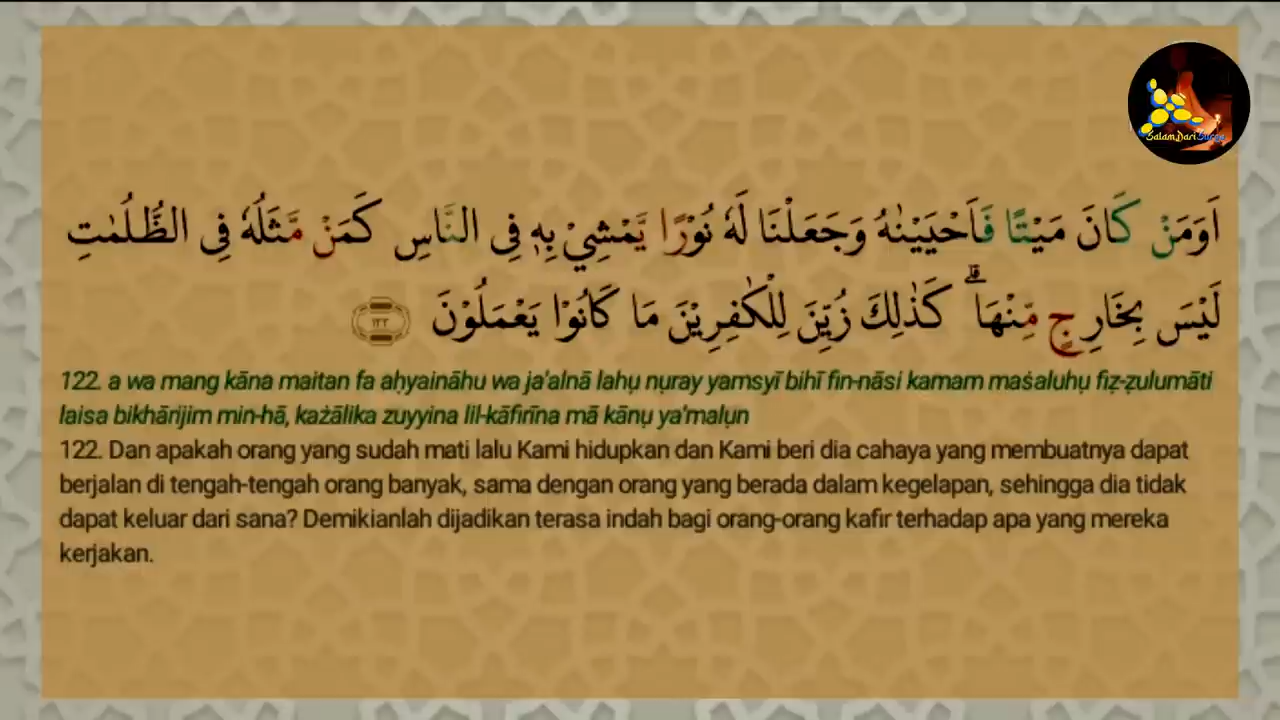 اَوَمَنْ كَانَ مَيْتًا فَاَحْيَيْنٰهُ وَجَعَلْنَا لَهٗ نُوْرًا يَّمْشِيْ بِهٖ فِى النَّاسِ كَمَنْ مَّثَلُهٗ فِى الظُّلُمٰتِ
لَيْسَ بِخَارِجٍ مِّنْهَاۗ كَذٰلِكَ زُيِّنَ لِلْكٰفِرِيْنَ مَا كَانُوْا يَعْمَلُوْنَ ١٢٢
122. a wa mang kāna maitan fa aḥyaināhu wa ja'alnā lahụ nụray yamsyī bihī fin-nāsi kamam maṡaluhụ fiẓ-ẓulumāti
laisa bikhārijim min-hā, każālika zuyyina lil-kāfirīna mā kānụ ya'malụn
122. Dan apakah orang yang sudah mati lalu Kami hidupkan dan Kami beri dia cahaya yang membuatnya dapat
berjalan di tengah-tengah orang banyak, sama dengan orang yang berada dalam kegelapan, sehingga dia tidak
dapat keluar dari sana? Demikianlah dijadikan terasa indah bagi orang-orang kafir terhadap apa yang mereka
kerjakan.
SalamDariSurga